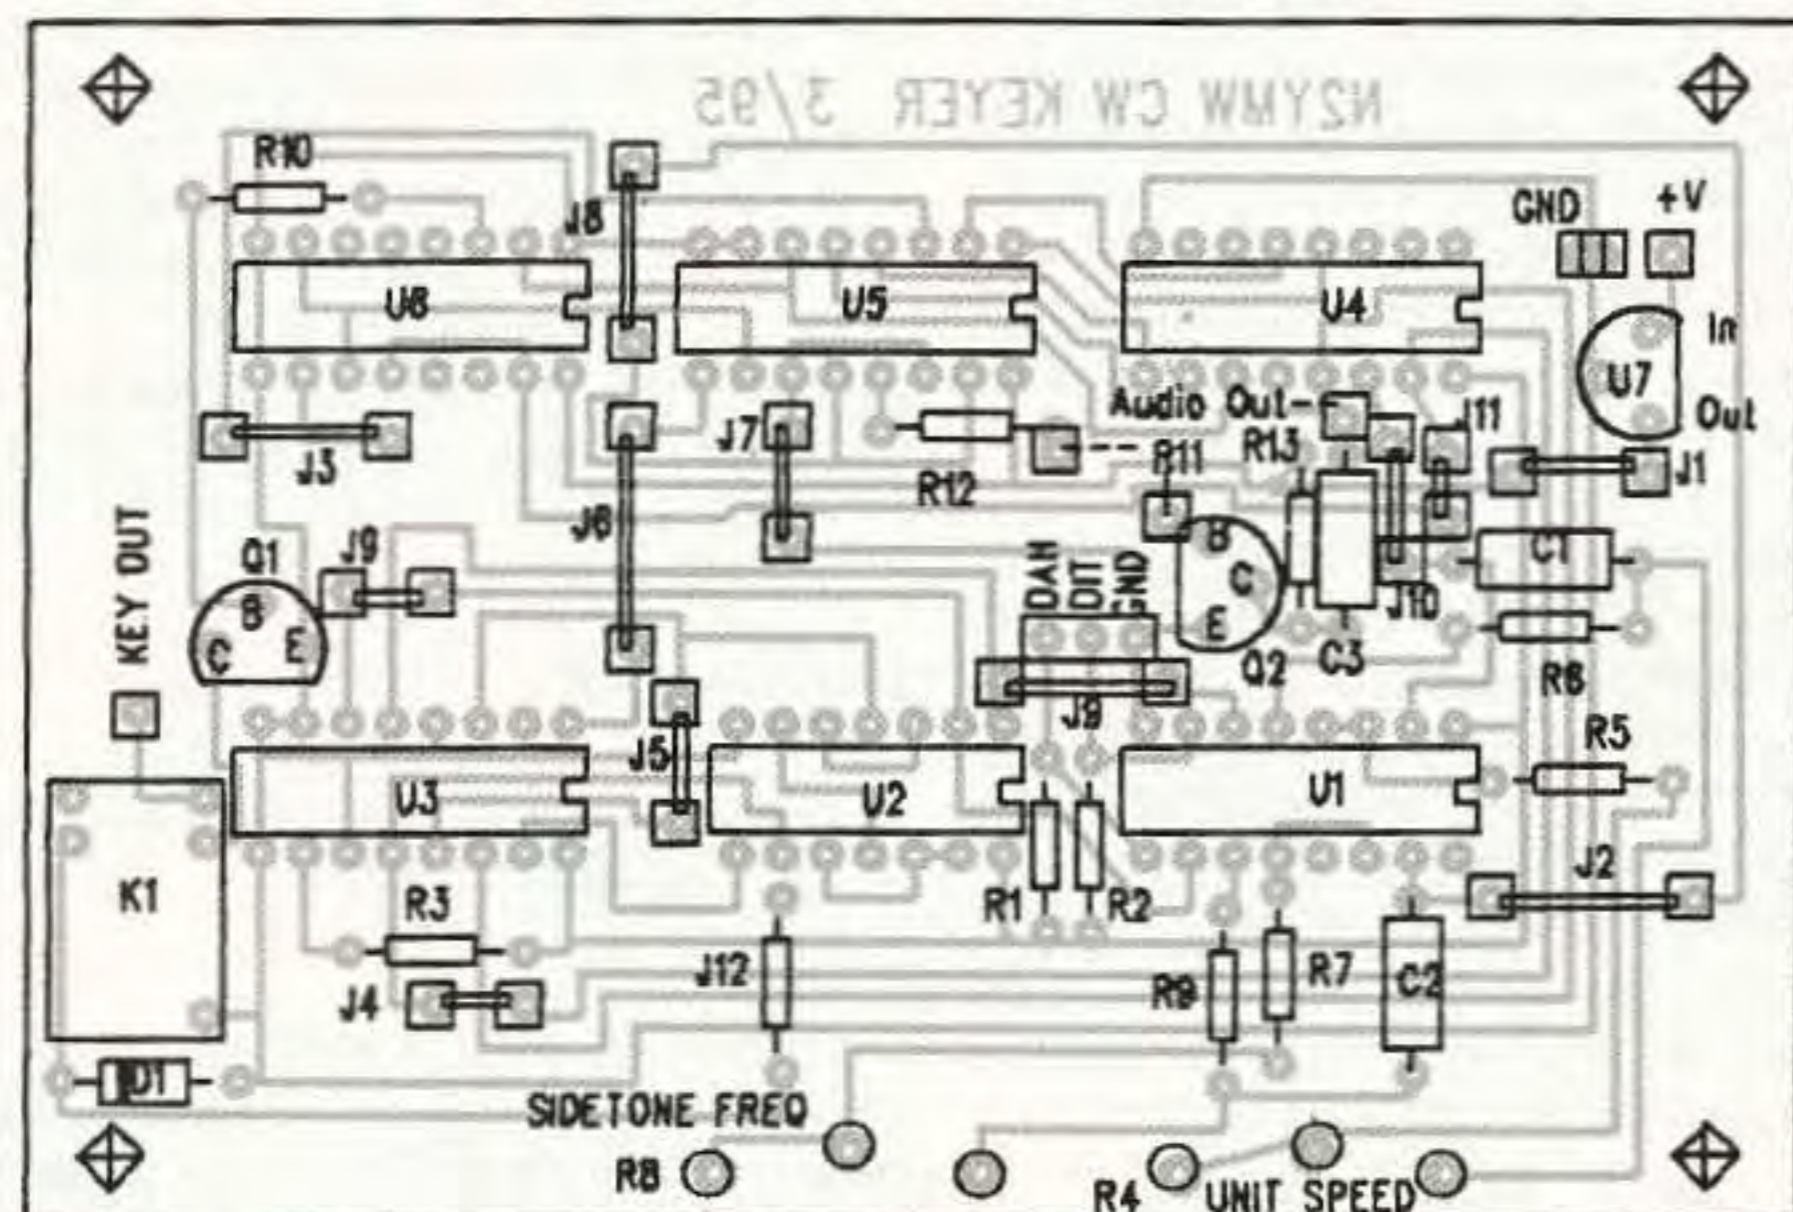 N2YMW CW KEYER 3/95
R10
J8
GND
+V
U6
U5
U4
In
U7
Out
J3
J7
Audio Out
J11
R11
R13
J1
R12
J6
KEY OUT
Q1
J9
B
C
E
DAH
DIT
GND
B
C
E
C1
J10
Q2
C3
R6
J9
R5
J5
U3
U2
U1
K1
R3
R1
R2
J2
J4
J12
R9
R7
C2
D1
SIDETONE FREQ
R8
R4
UNIT SPEED